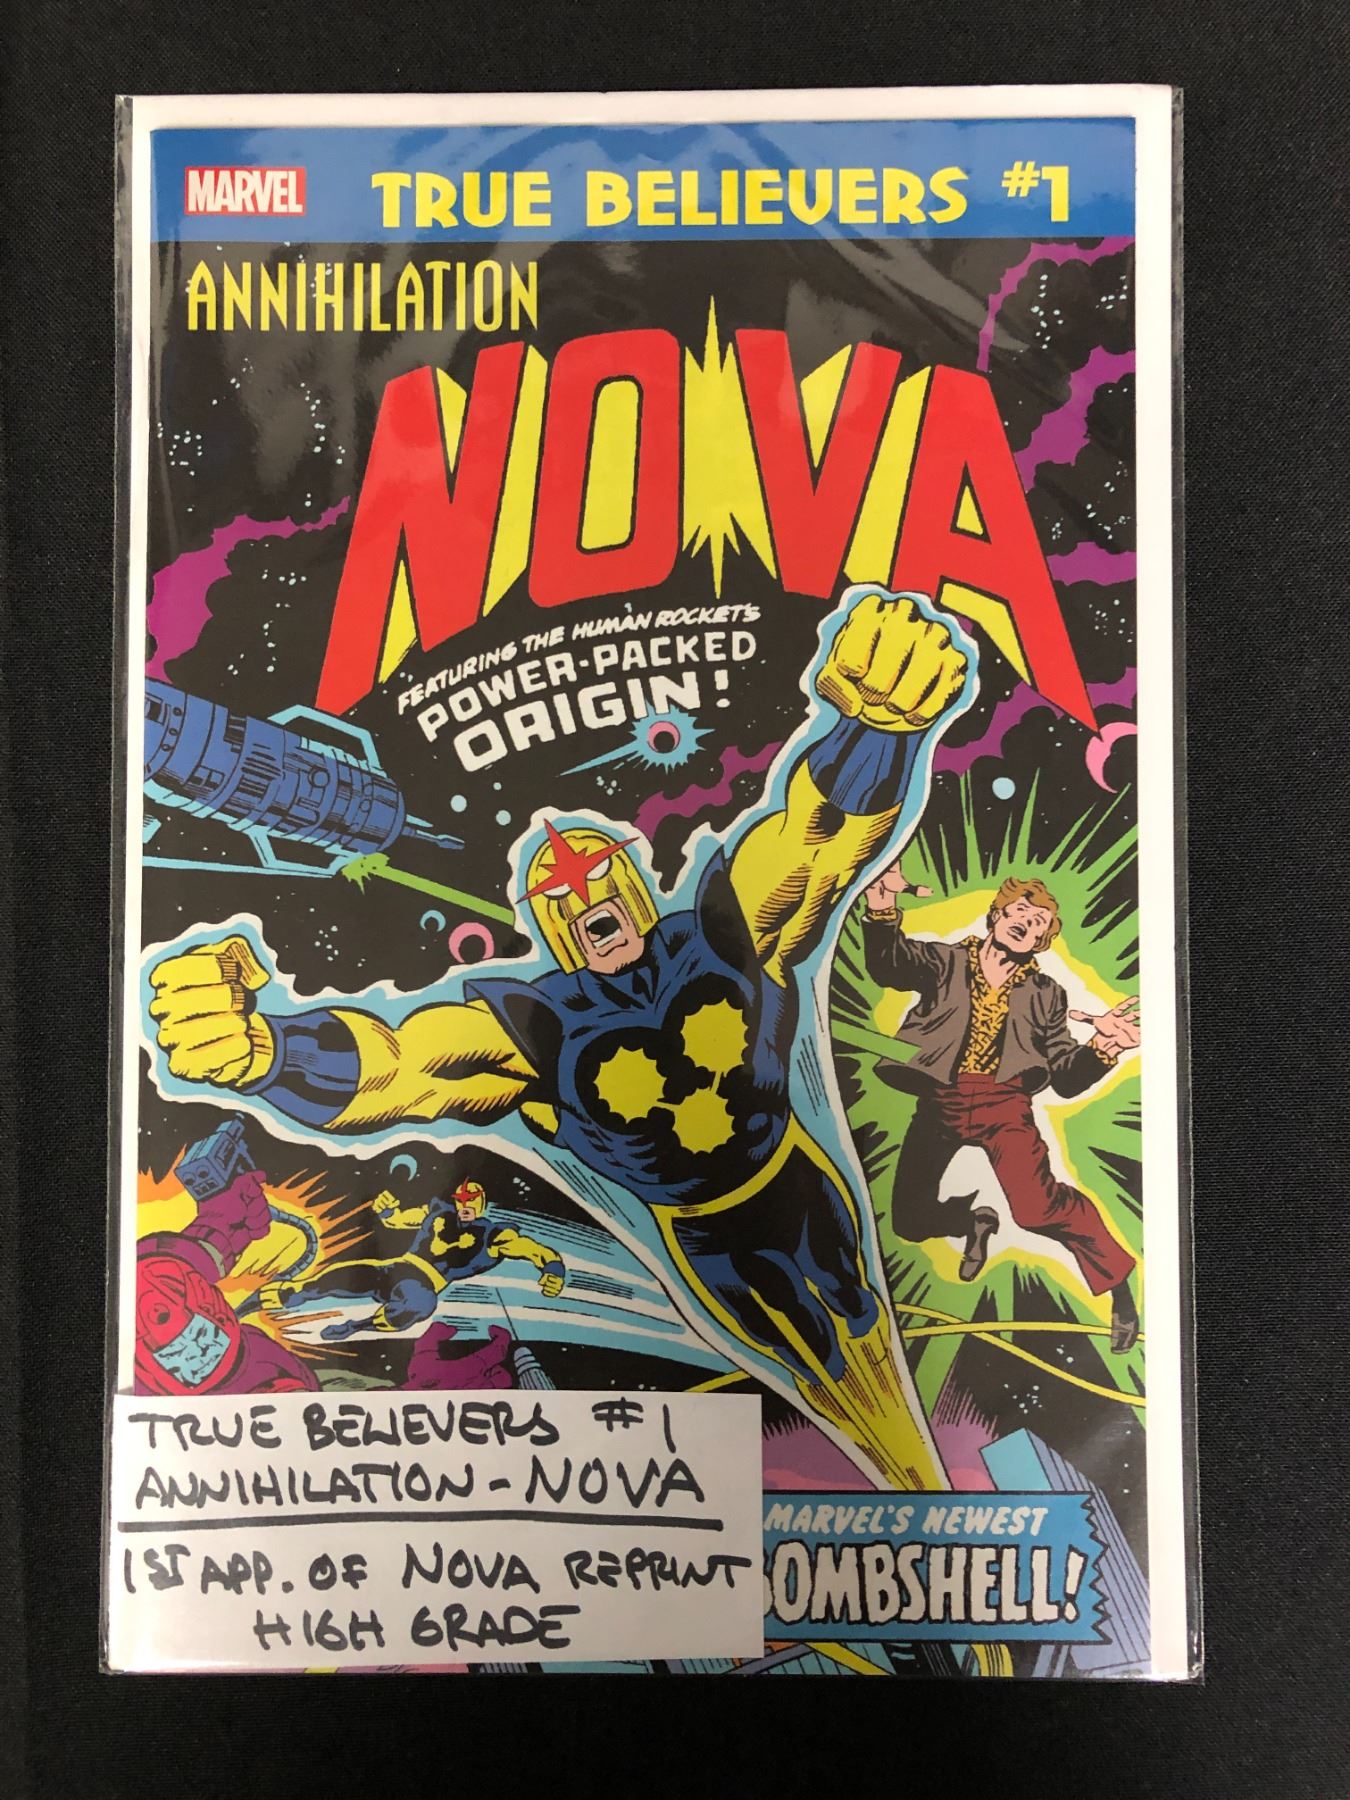 MARVEL TRUE BELIEVERS #1
ANNIHILATION
NOVA
FEATURING THE HUMAN ROCKET'S
POWER-PACKED
ORIGIN!
TRUE BELIEVERS #1
ANNIHILATION - NOVA
1ST APP. OF NOVA REPRINT
HIGH GRADE
MARVEL'S NEWEST
OMBSHELL!